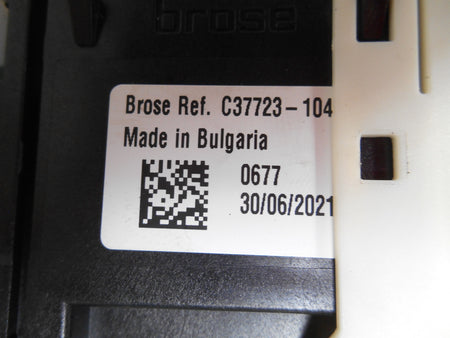 brose
Brose Ref. C37723-104
Made in Bulgaria
0677
30/06/2021